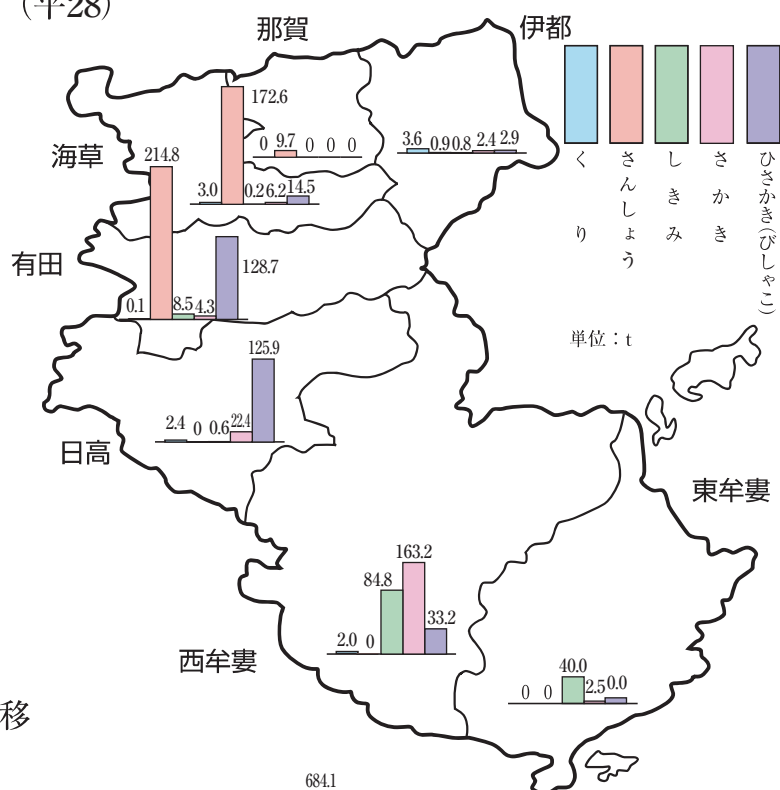 （平28）
那賀
伊都
くり
さんしょう
しきみ
さかき
ひさかき（びしゃこ）
単位：t
172.6
0 9.7 0 0 0
3.6 0.9 0.8 2.4 2.9
海草
214.8
3.0 0.2 6.2 14.5
有田
128.7
0.1 8.5 4.3
125.9
2.4 0 0.6 22.4
日高
東牟婁
163.2
84.8
33.2
2.0 0
西牟婁
40.0
0 0 2.5 0.0
移
684.1